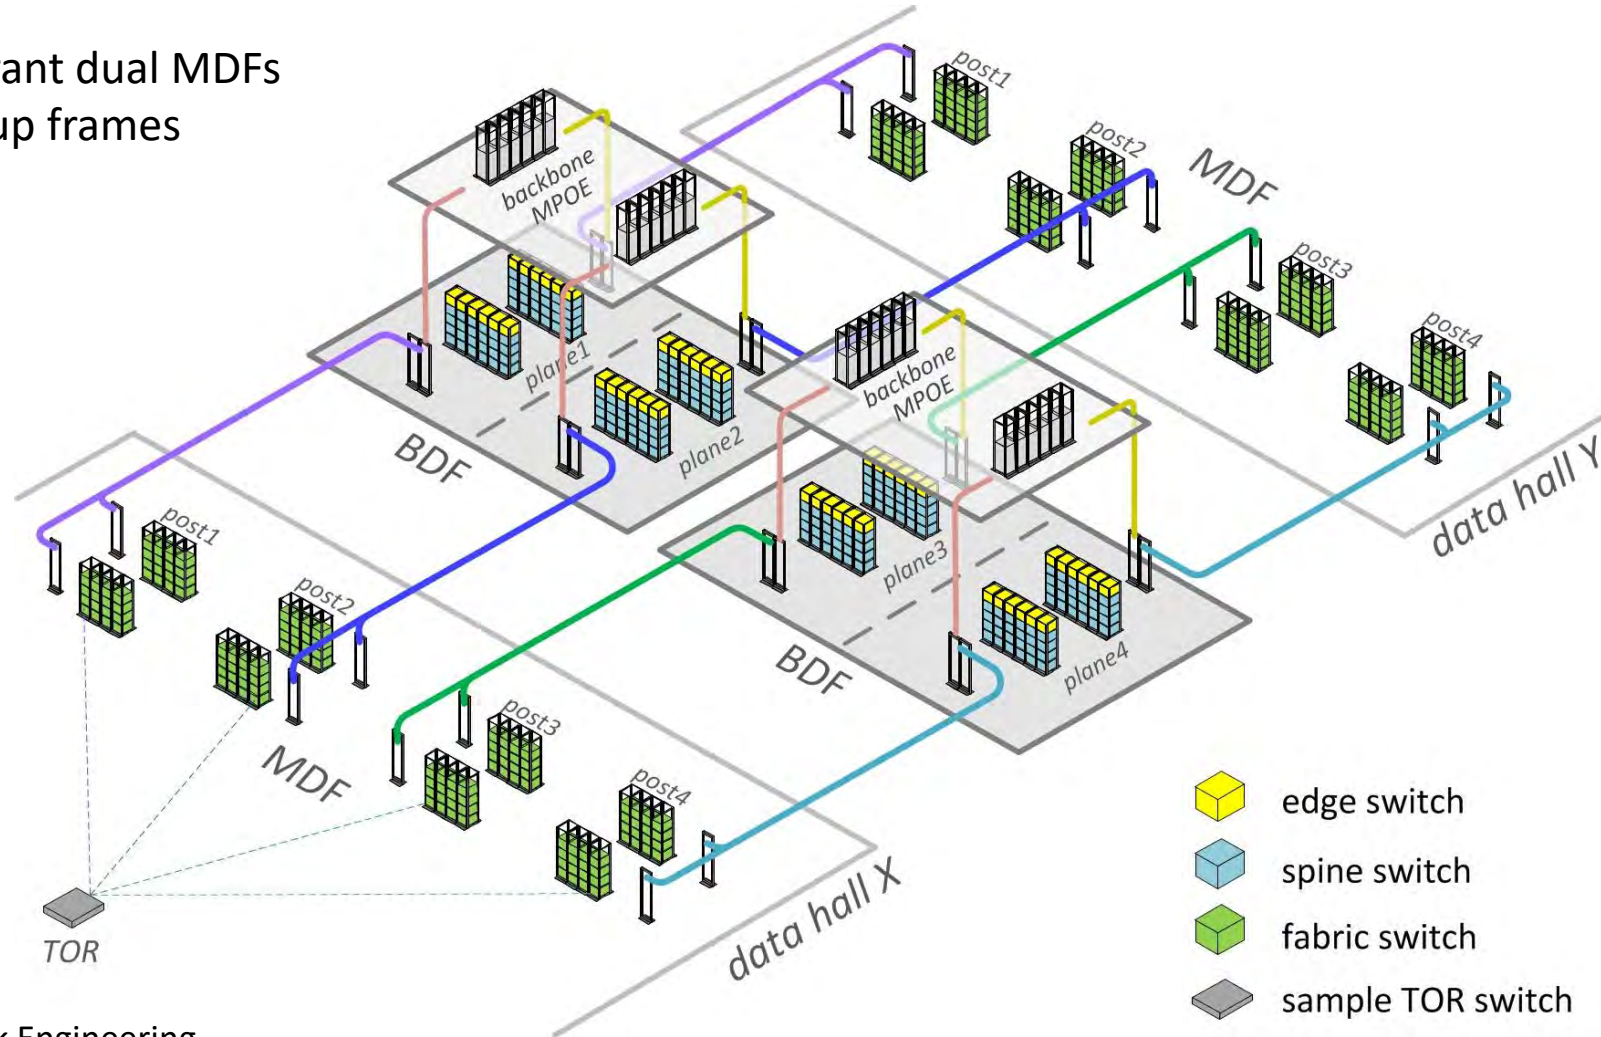 ant dual MDFs
up frames
post1
post2
MDF
post3
post4
data hall Y
backbone
MPOE
backbone
MPOE
plane1
plane2
BDF
plane3
plane4
BDF
post1
post2
MDF
post3
post4
data hall X
TOR
edge switch
spine switch
fabric switch
sample TOR switch
Engineering